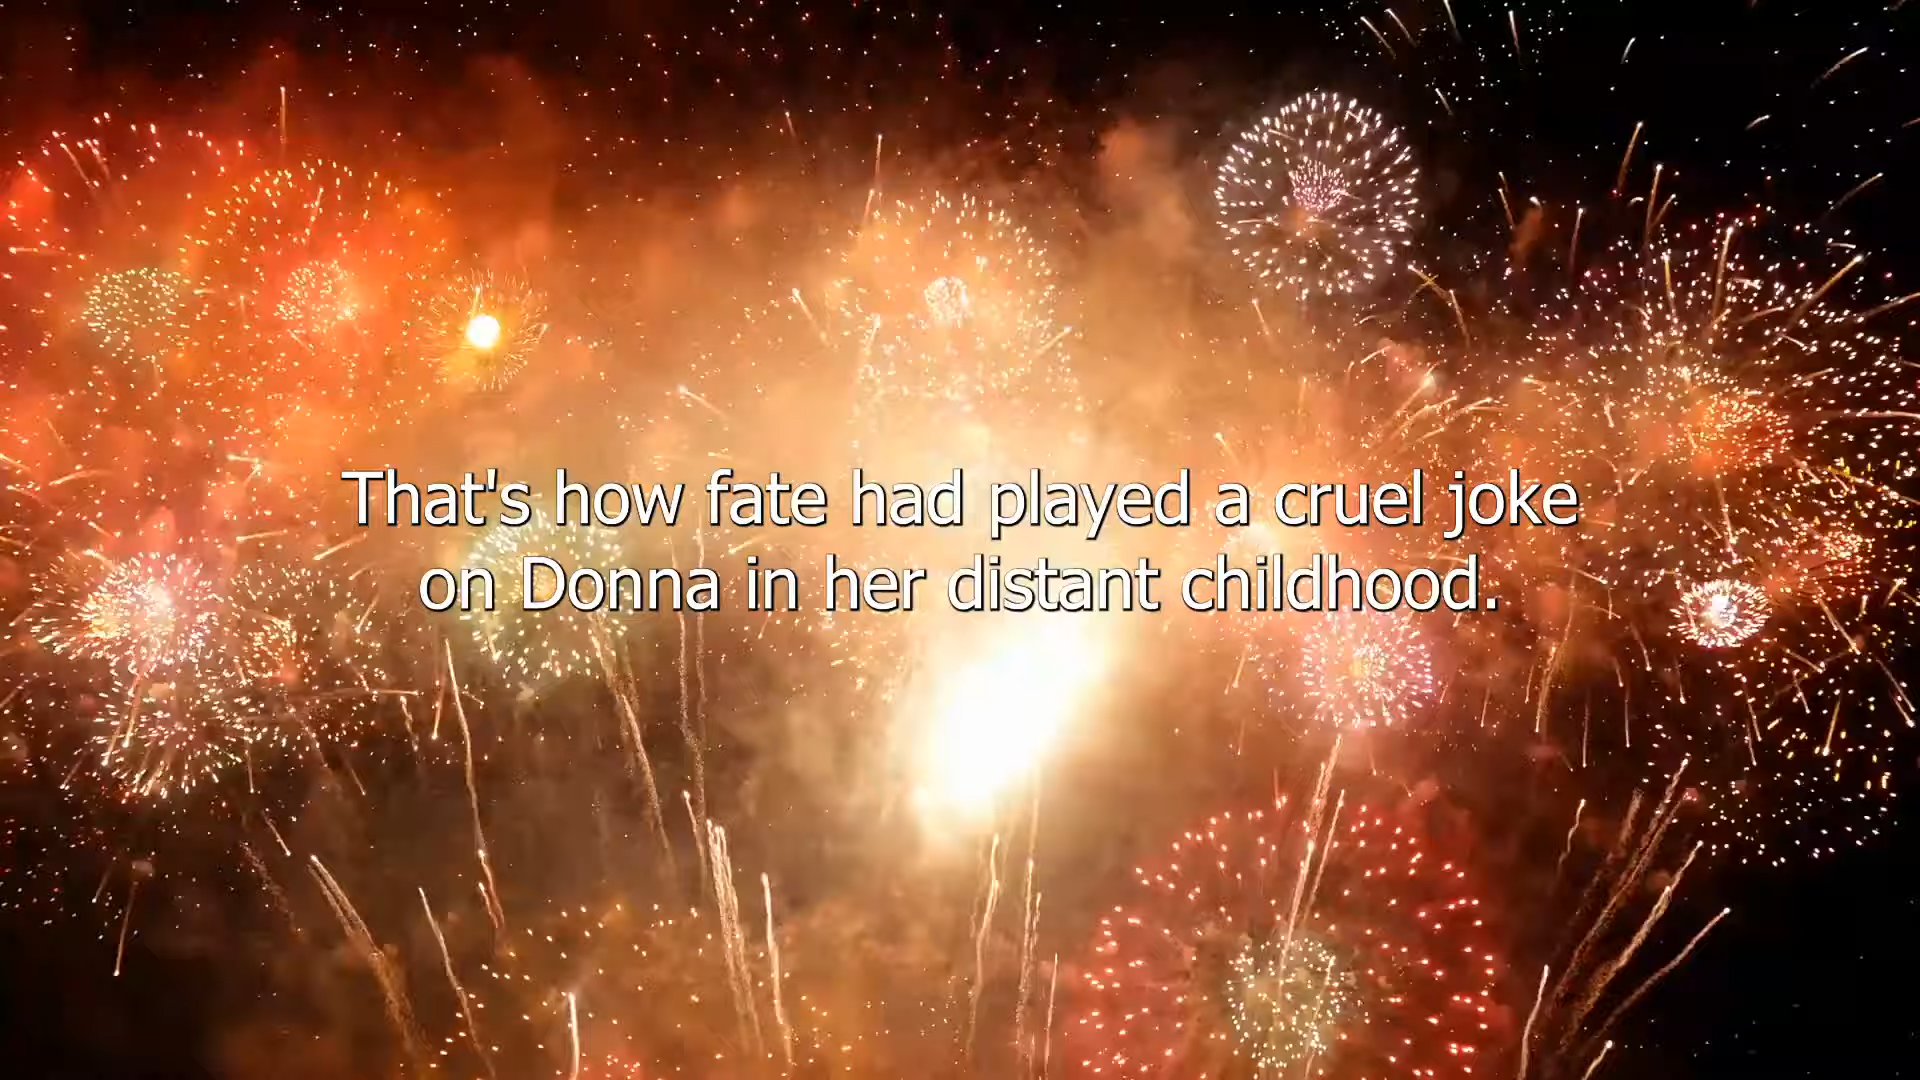 That's how fate had played a cruel joke
on Donna in her distant childhood.